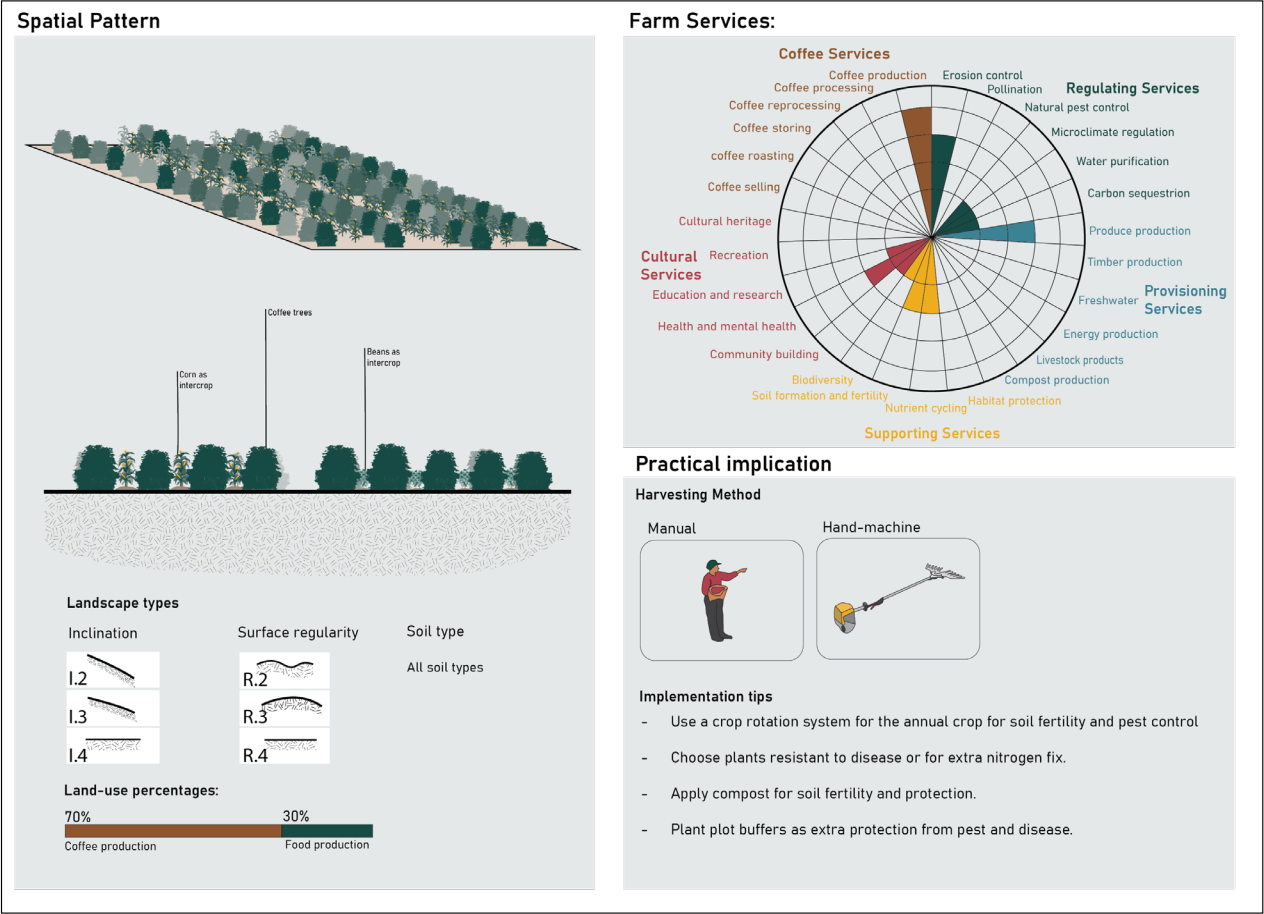 Spatial Pattern
Coffee trees
Beans as
intercrop
Corn as
intercrop
Landscape types
Inclination
Surface regularity
Soil type
I.2
R.2
All soil types
I.3
R.3
I.4
R.4
Land-use percentages:
70%
30%
Coffee production
Food production
Farm Services:
Coffee Services
Coffee production
Coffee processing
Coffee reprocessing
Coffee storing
coffee roasting
Coffee selling
Erosion control
Pollination
Regulating Services
Natural pest control
Microclimate regulation
Water purification
Carbon sequestrion
Produce production
Timber production
Freshwater
Provisioning
Services
Energy production
Livestock products
Compost production
Cultural heritage
Cultural
Services
Recreation
Education and research
Health and mental health
Community building
Biodiversity
Soil formation and fertility
Nutrient cycling
Habitat protection
Supporting Services
Practical implication
Harvesting Method
Manual
Hand-machine
Implementation tips
- Use a crop rotation system for the annual crop for soil fertility and pest control
- Choose plants resistant to disease or for extra nitrogen fix.
- Apply compost for soil fertility and protection.
- Plant plot buffers as extra protection from pest and disease.